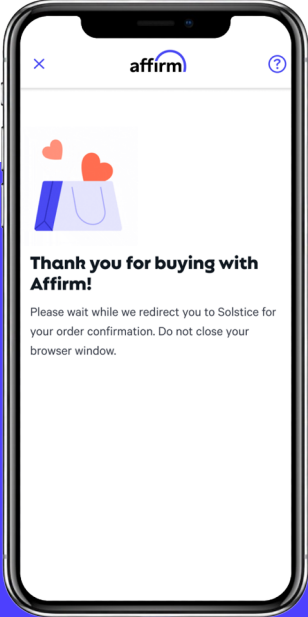 affirm
Thank you for buying with
Affirm!
Please wait while we redirect you to Solstice for
your order confirmation. Do not close your
browser window.